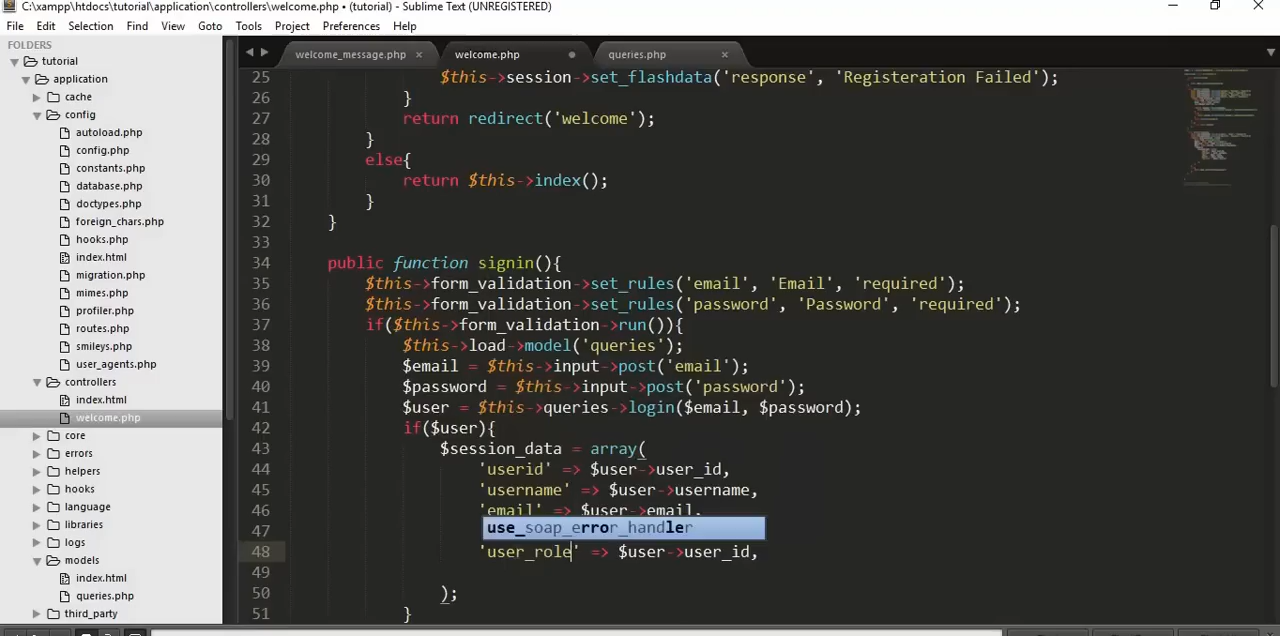 C:\xampp\htdocs\tutorial\application\controllers\welcome.php • (tutorial) - Sublime Text (UNREGISTERED)
File Edit Selection Find View Goto Tools Project Preferences Help
FOLDERS
tutorial
application
cache
config
autoload.php
config.php
constants.php
database.php
doctypes.php
foreign_chars.php
hooks.php
index.html
migration.php
mimes.php
profiler.php
routes.php
smileys.php
user_agents.php
controllers
index.html
welcome.php
core
errors
helpers
hooks
language
libraries
logs
models
index.html
queries.php
third_party
welcome_message.php × welcome.php • queries.php ×
25 $this->session->set_flashdata('response', 'Registeration Failed');
26 }
27 return redirect('welcome');
28 }
29 else{
30 return $this->index();
31 }
32 }
33
34 public function signin(){
35 $this->form_validation->set_rules('email', 'Email', 'required');
36 $this->form_validation->set_rules('password', 'Password', 'required');
37 if($this->form_validation->run()){
38 $this->load->model('queries');
39 $email = $this->input->post('email');
40 $password = $this->input->post('password');
41 $user = $this->queries->login($email, $password);
42 if($user){
43 $session_data = array(
44 'userid' => $user->user_id,
45 'username' => $user->username,
46 'email' => $user->email,
47 use_soap_error_handler
48 'user_role' => $user->user_id,
49
50 );
51 }